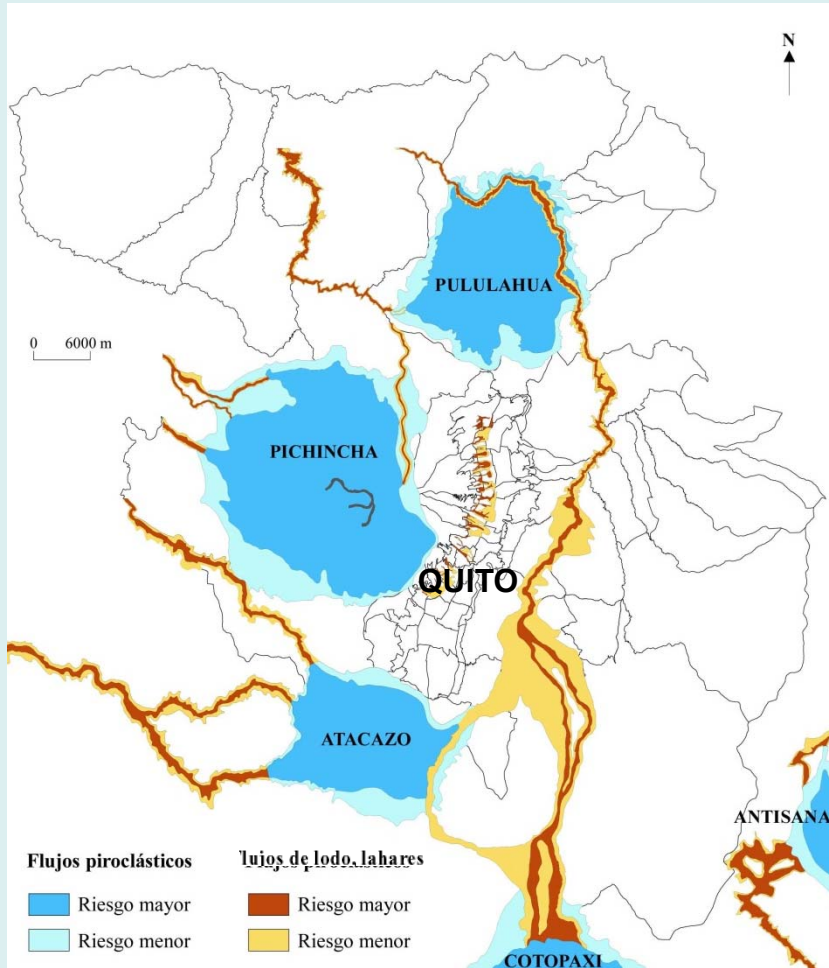 N
PULULAHUA
0 6000 m
PICHINCHA
QUITO
ATACAZO
ANTISANA
Flujos piroclásticos
lujos de lodo, lahares
Riesgo mayor
Riesgo mayor
Riesgo menor
Riesgo menor
COTOPAXI